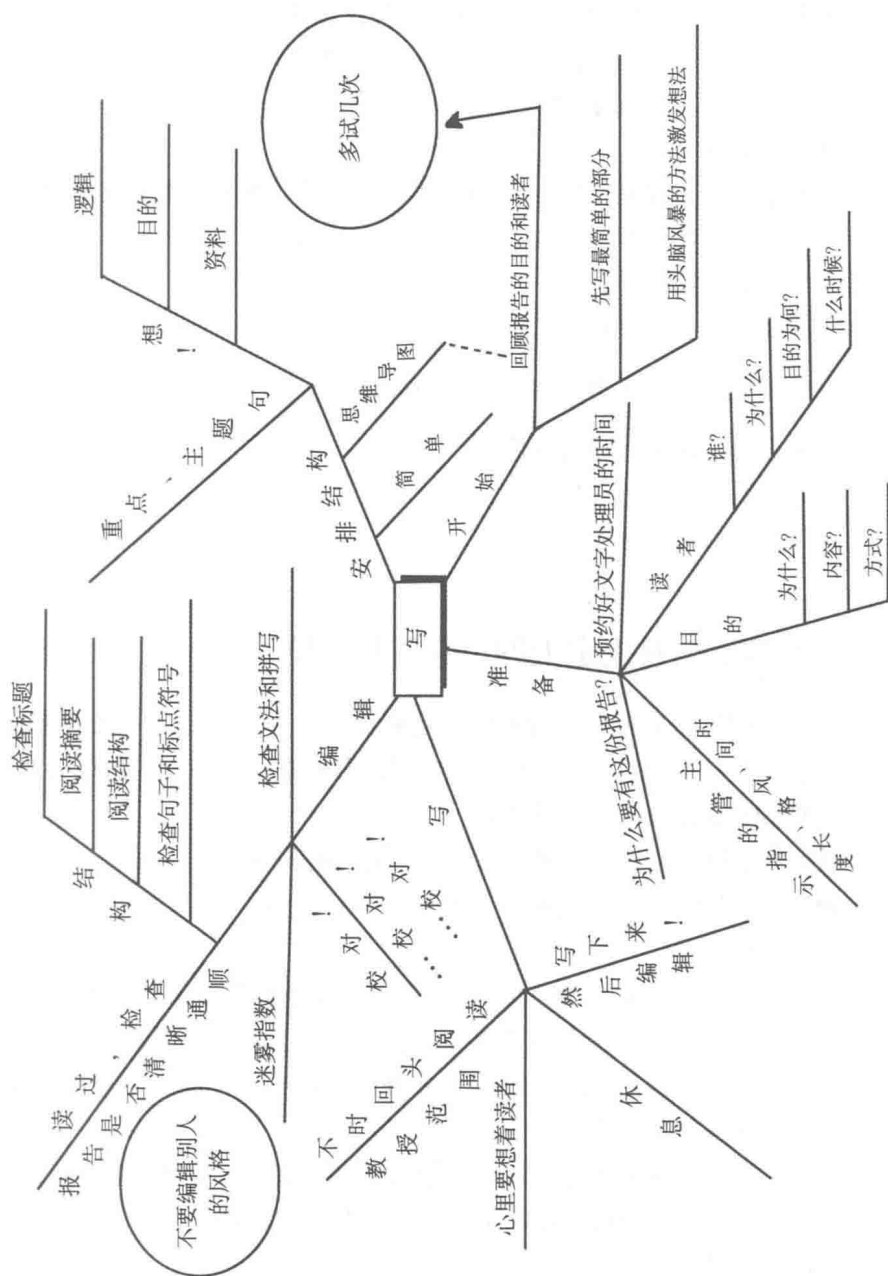 写
准备
为什么要有这份报告?
主管的指示
时间、风格、长度
目的
为什么?
内容?
方式?
读者
谁?
为什么?
目的为何?
什么时候?
预约好文字处理员的时间
开始
回顾报告的目的和读者
多试几次
先写最简单的部分
用头脑风暴的方法激发想法
安排结构
简单
思维导图
重点、主题句
想!
逻辑
目的
资料
编辑
检查文法和拼写
结构
检查标题
阅读摘要
阅读结构
检查句子和标点符号
读过,检查
报告是否清晰通顺
不要编辑别人
的风格
迷雾指数
校对!
校对!
校对!
……
写
不时回头阅读
教授范围
心里要想着读者
休息
写下来!
然后编辑